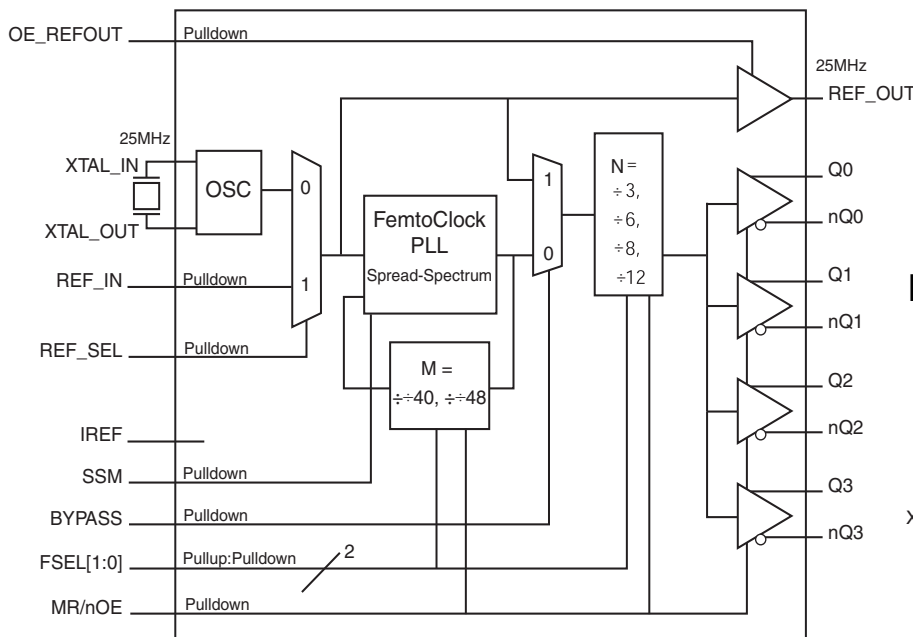 OE_REFOUT
Pulldown
25MHz
REF_OUT
25MHz
XTAL_IN
OSC
XTAL_OUT
0
1
REF_IN
Pulldown
REF_SEL
Pulldown
FemtoClock
PLL
Spread-Spectrum
M =
÷÷40, ÷÷48
1
0
N =
÷3,
÷6,
÷8,
÷12
Q0
nQ0
Q1
nQ1
Q2
nQ2
Q3
nQ3
IREF
SSM
Pulldown
BYPASS
Pulldown
FSEL[1:0]
Pullup:Pulldown
2
MR/nOE
Pulldown